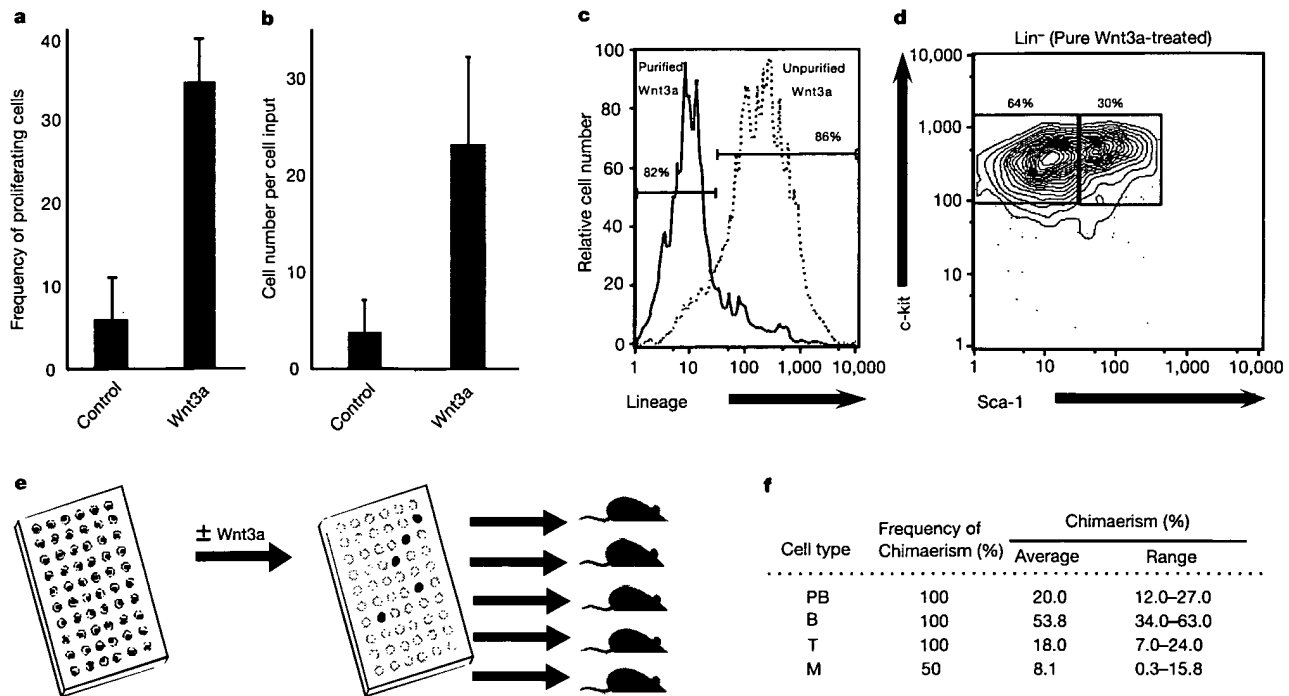 a
Frequency of proliferating cells
40
30
20
10
0
Control
Wnt3a
b
Cell number per cell input
30
20
10
0
Control
Wnt3a
c
Relative cell number
100
80
60
40
20
0
Purified
Wnt3a
Unpurified
Wnt3a
86%
82%
1
10
100
1,000
10,000
Lineage
d
Lin⁻ (Pure Wnt3a-treated)
10,000
1,000
100
10
1
c-kit
64%
30%
1
10
100
1,000
10,000
Sca-1
e
± Wnt3a
f
Cell type
Frequency of
Chimaerism (%)
Chimaerism (%)
Average
Range
PB 100 20.0 12.0–27.0
B 100 53.8 34.0–63.0
T 100 18.0 7.0–24.0
M 50 8.1 0.3–15.8